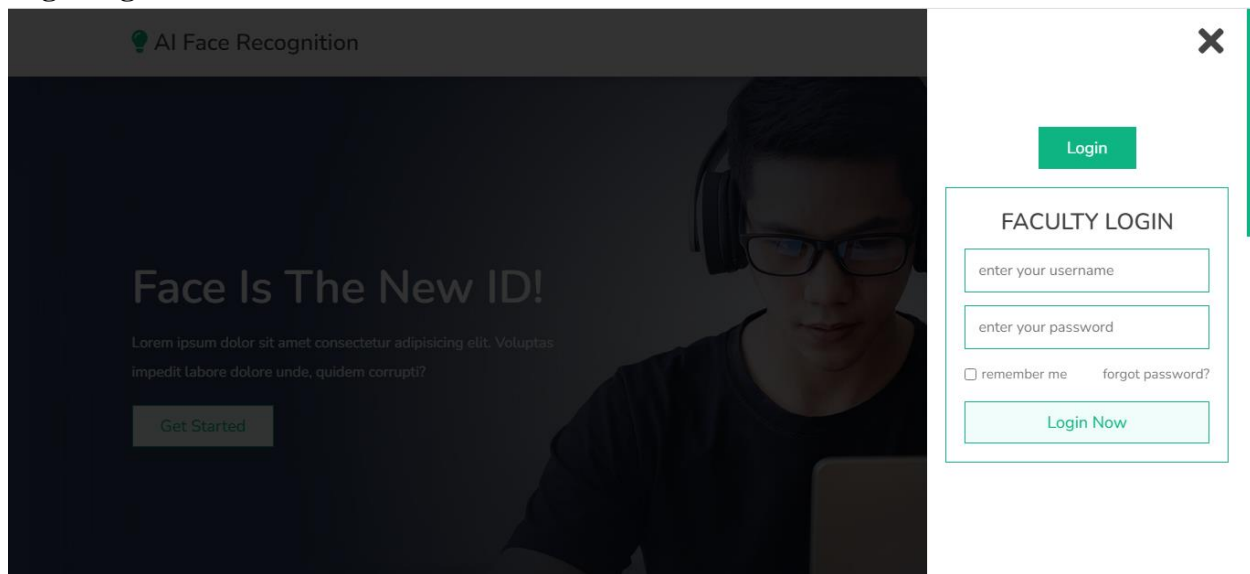 AI Face Recognition
Face Is The New ID!
Lorem ipsum dolor sit amet consectetur adipisicing elit. Voluptas
impedit labore dolore unde, quidem corrupti?
Get Started
Login
FACULTY LOGIN
enter your username
enter your password
remember me forgot password?
Login Now